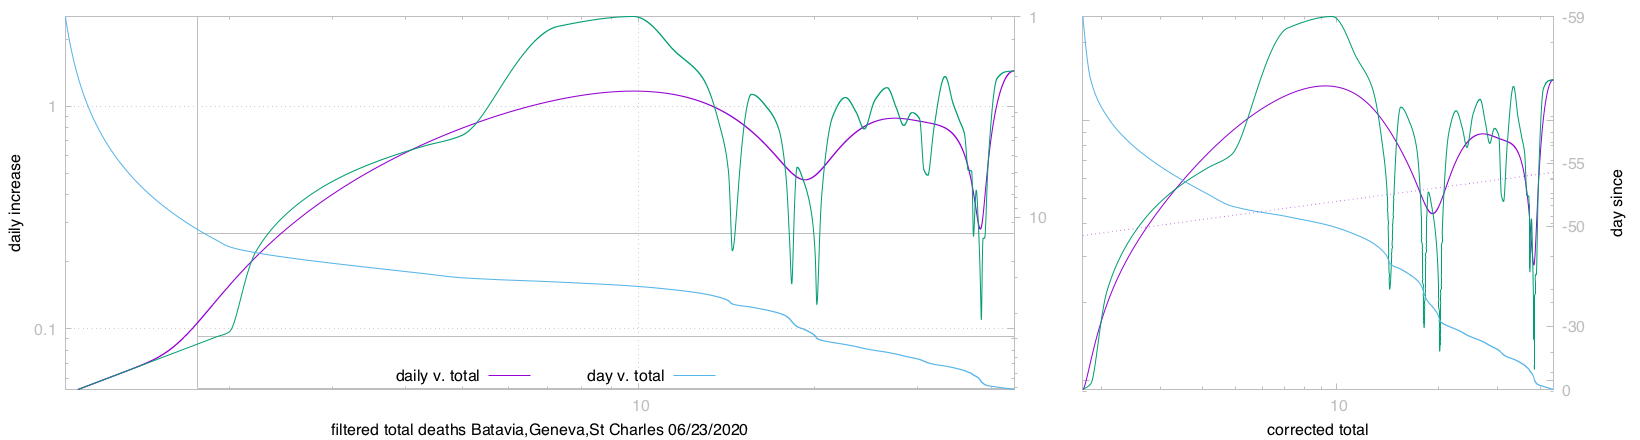 1
-59
1
-55
10
-50
0.1
-30
0
daily increase
day since
daily v. total
day v. total
10
10
filtered total deaths Batavia,Geneva,St Charles 06/23/2020
corrected total